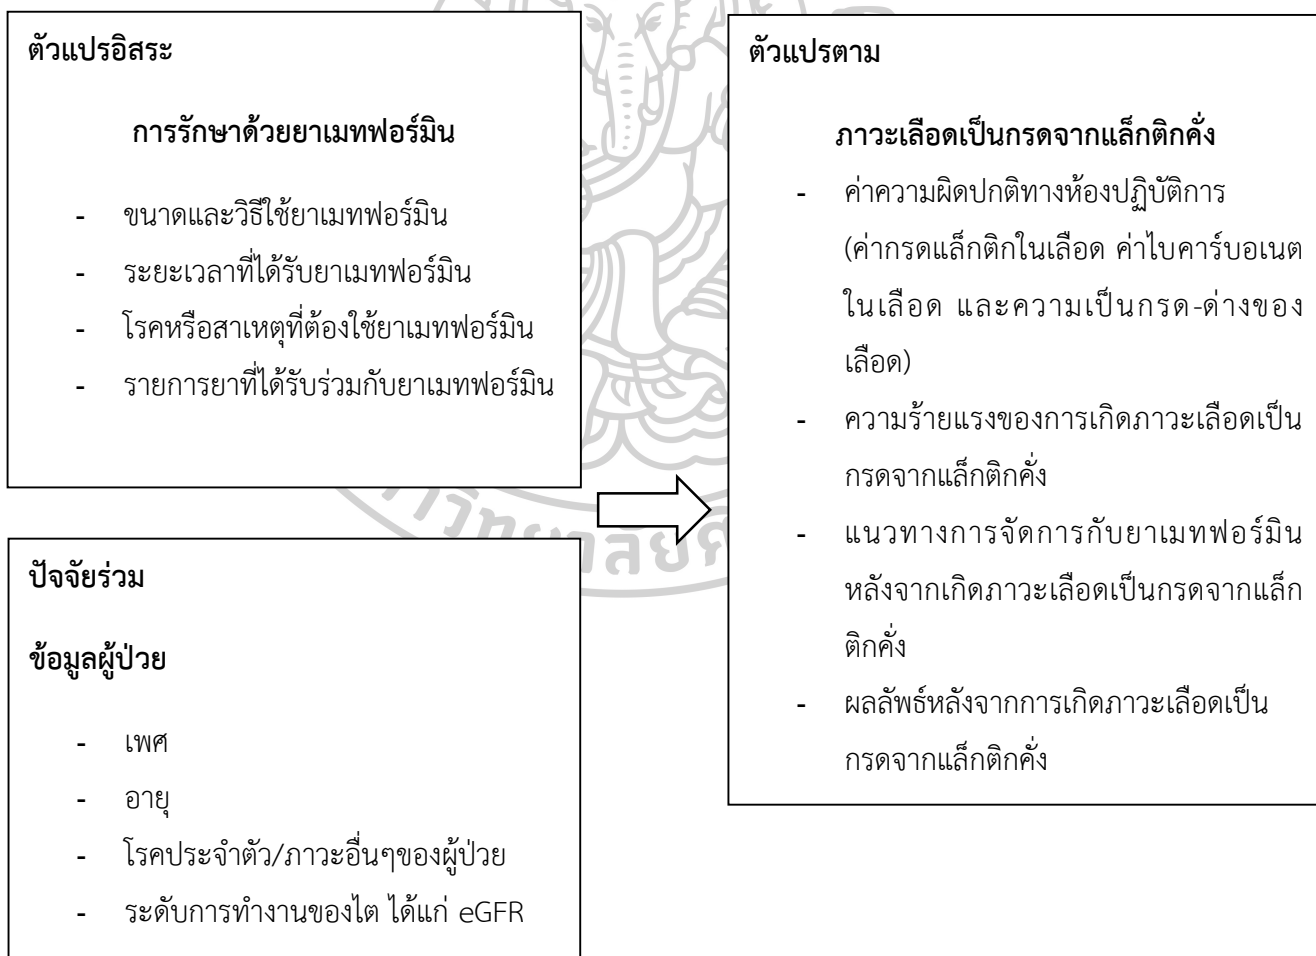 ตัวแปรอิสระ
การรักษาด้วยยาเมทฟอร์มิน
- ขนาดและวิธีใช้ยาเมทฟอร์มิน
- ระยะเวลาที่ได้รับยาเมทฟอร์มิน
- โรคหรือสาเหตุที่ต้องใช้ยาเมทฟอร์มิน
- รายการยาที่ได้รับร่วมกับยาเมทฟอร์มิน
ปัจจัยร่วม
ข้อมูลผู้ป่วย
- เพศ
- อายุ
- โรคประจำตัว/ภาวะอื่นๆของผู้ป่วย
- ระดับการทำงานของไต ได้แก่ eGFR
ตัวแปรตาม
ภาวะเลือดเป็นกรดจากแล็กติกคั่ง
- ค่าความผิดปกติทางห้องปฏิบัติการ
(ค่ากรดแล็กติกในเลือด ค่าไบคาร์บอเนต
ในเลือด และความเป็นกรด-ด่างของ
เลือด)
- ความร้ายแรงของการเกิดภาวะเลือดเป็น
กรดจากแล็กติกคั่ง
- แนวทางการจัดการกับยาเมทฟอร์มิน
หลังจากเกิดภาวะเลือดเป็นกรดจากแล็ก
ติกคั่ง
- ผลลัพธ์หลังจากการเกิดภาวะเลือดเป็น
กรดจากแล็กติกคั่ง